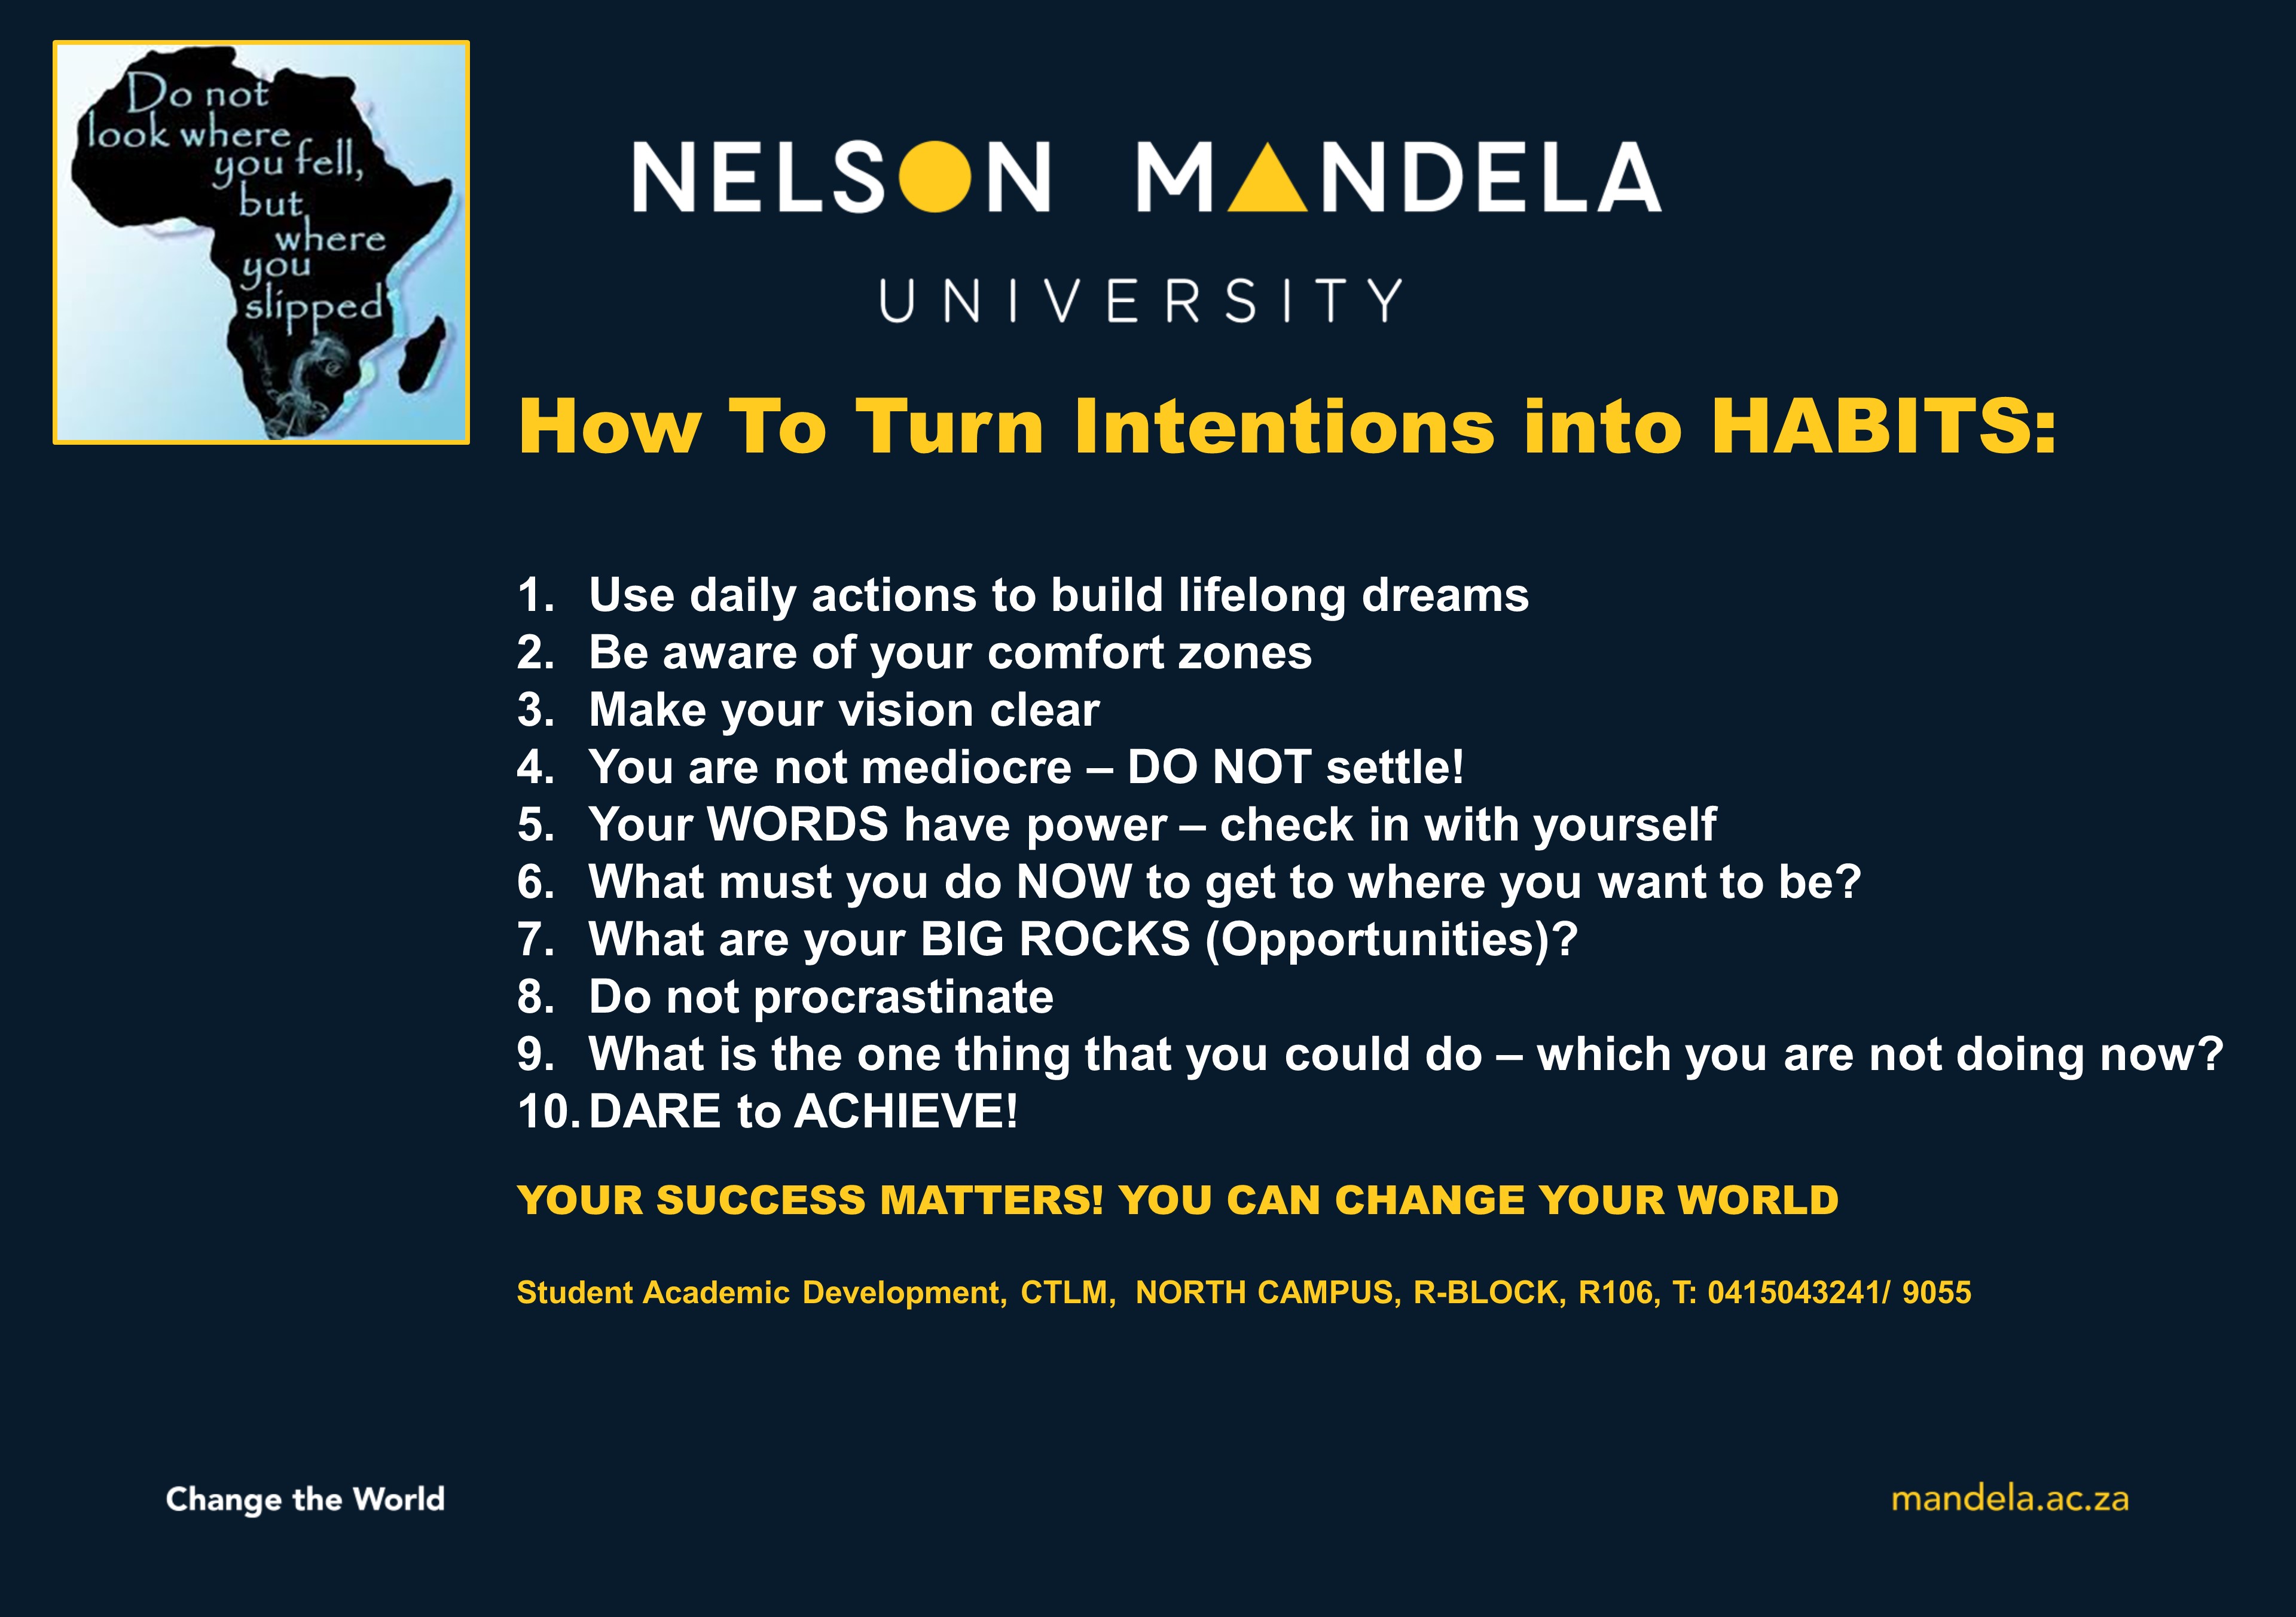 Do not
look where
you fell,
but
where
you
slipped
NELSON MANDELA
UNIVERSITY
How To Turn Intentions into HABITS:
1. Use daily actions to build lifelong dreams
2. Be aware of your comfort zones
3. Make your vision clear
4. You are not mediocre – DO NOT settle!
5. Your WORDS have power – check in with yourself
6. What must you do NOW to get to where you want to be?
7. What are your BIG ROCKS (Opportunities)?
8. Do not procrastinate
9. What is the one thing that you could do – which you are not doing now?
10. DARE to ACHIEVE!
YOUR SUCCESS MATTERS! YOU CAN CHANGE YOUR WORLD
Student Academic Development, CTLM, NORTH CAMPUS, R-BLOCK, R106, T: 0415043241/ 9055
Change the World
mandela.ac.za